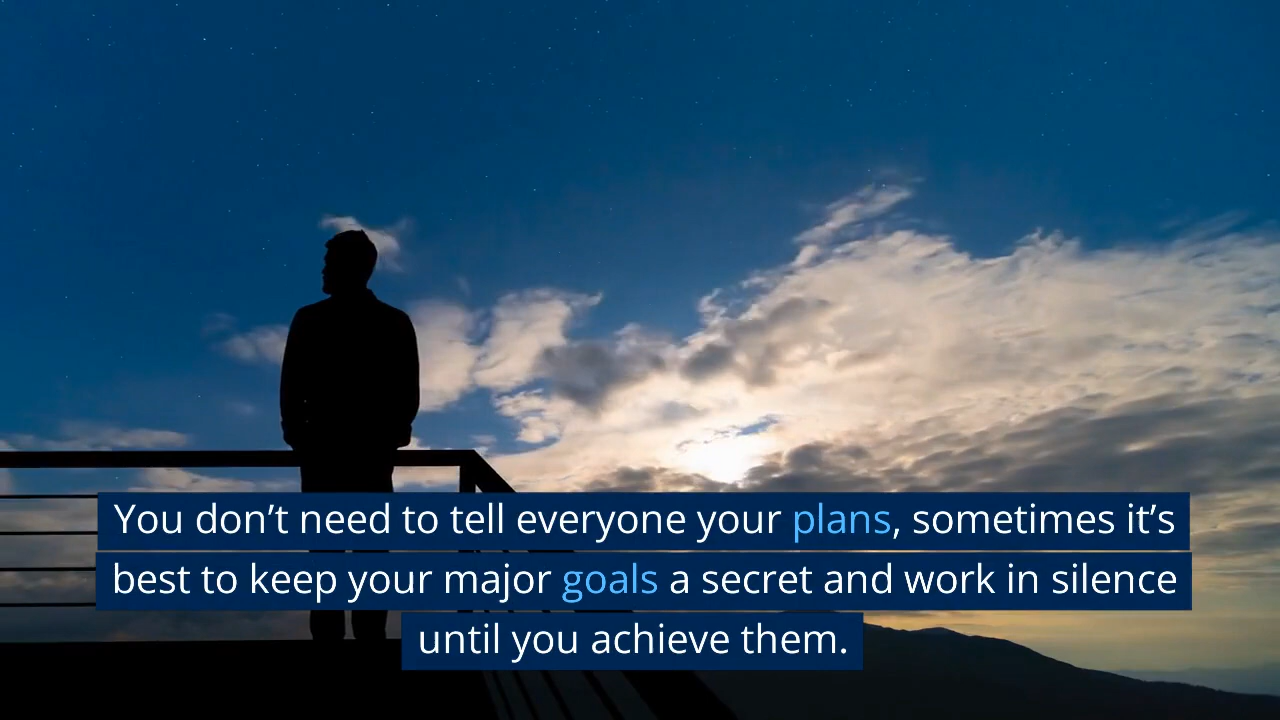 You don’t need to tell everyone your plans, sometimes it’s
best to keep your major goals a secret and work in silence
until you achieve them.